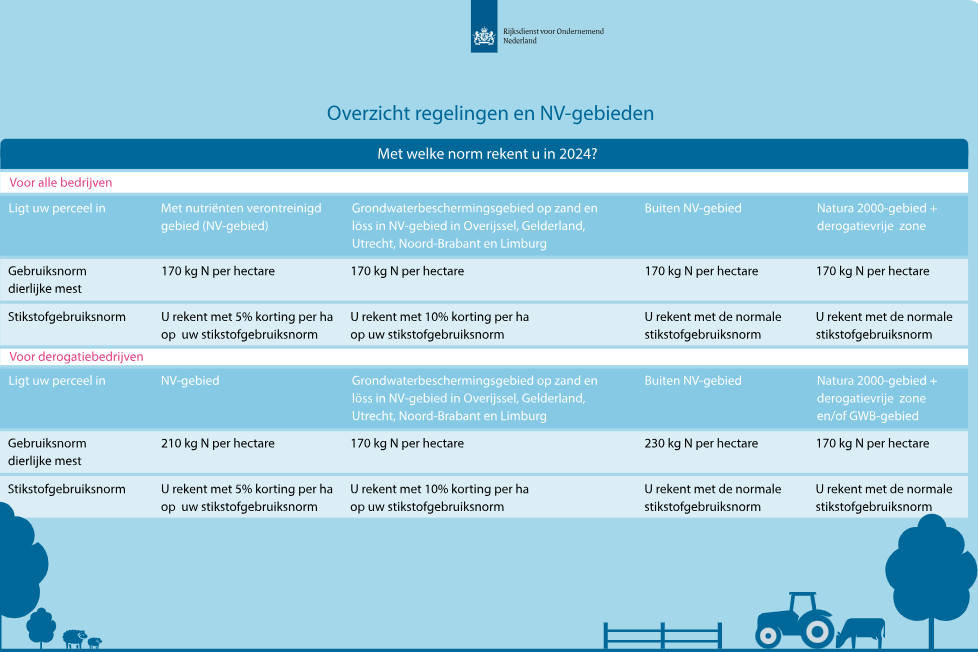 Rijksdienst voor Ondernemend
Nederland
Overzicht regelingen en NV-gebieden
Met welke norm rekent u in 2024?
Voor alle bedrijven
Ligt uw perceel in
Met nutriënten verontreinigd
gebied (NV-gebied)
Grondwaterbeschermingsgebied op zand en
löss in NV-gebied in Overijssel, Gelderland,
Utrecht, Noord-Brabant en Limburg
Buiten NV-gebied
Natura 2000-gebied +
derogatievrije zone
Gebruiksnorm
dierlijke mest
170 kg N per hectare
170 kg N per hectare
170 kg N per hectare
170 kg N per hectare
Stikstofgebruiksnorm
U rekent met 5% korting per ha
op uw stikstofgebruiksnorm
U rekent met 10% korting per ha
op uw stikstofgebruiksnorm
U rekent met de normale
stikstofgebruiksnorm
U rekent met de normale
stikstofgebruiksnorm
Voor derogatiebedrijven
Ligt uw perceel in
NV-gebied
Grondwaterbeschermingsgebied op zand en
löss in NV-gebied in Overijssel, Gelderland,
Utrecht, Noord-Brabant en Limburg
Buiten NV-gebied
Natura 2000-gebied +
derogatievrije zone
en/of GWB-gebied
Gebruiksnorm
dierlijke mest
210 kg N per hectare
170 kg N per hectare
230 kg N per hectare
170 kg N per hectare
Stikstofgebruiksnorm
U rekent met 5% korting per ha
op uw stikstofgebruiksnorm
U rekent met 10% korting per ha
op uw stikstofgebruiksnorm
U rekent met de normale
stikstofgebruiksnorm
U rekent met de normale
stikstofgebruiksnorm